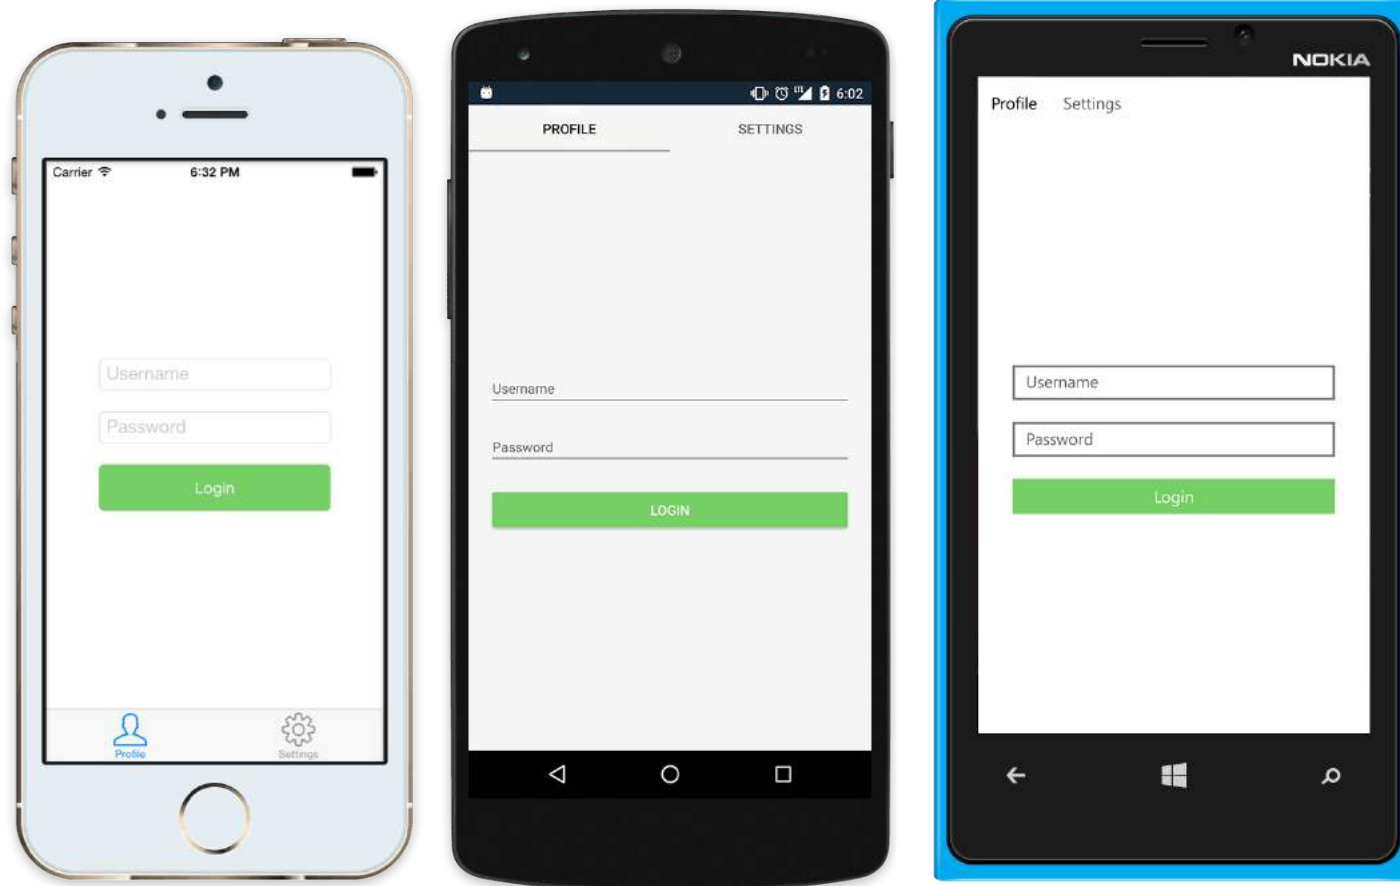 Carrier
6:32 PM
Username
Password
Login
Profile
Settings
LTE
6:02
PROFILE
SETTINGS
Username
Password
LOGIN
NOKIA
Profile
Settings
Username
Password
Login